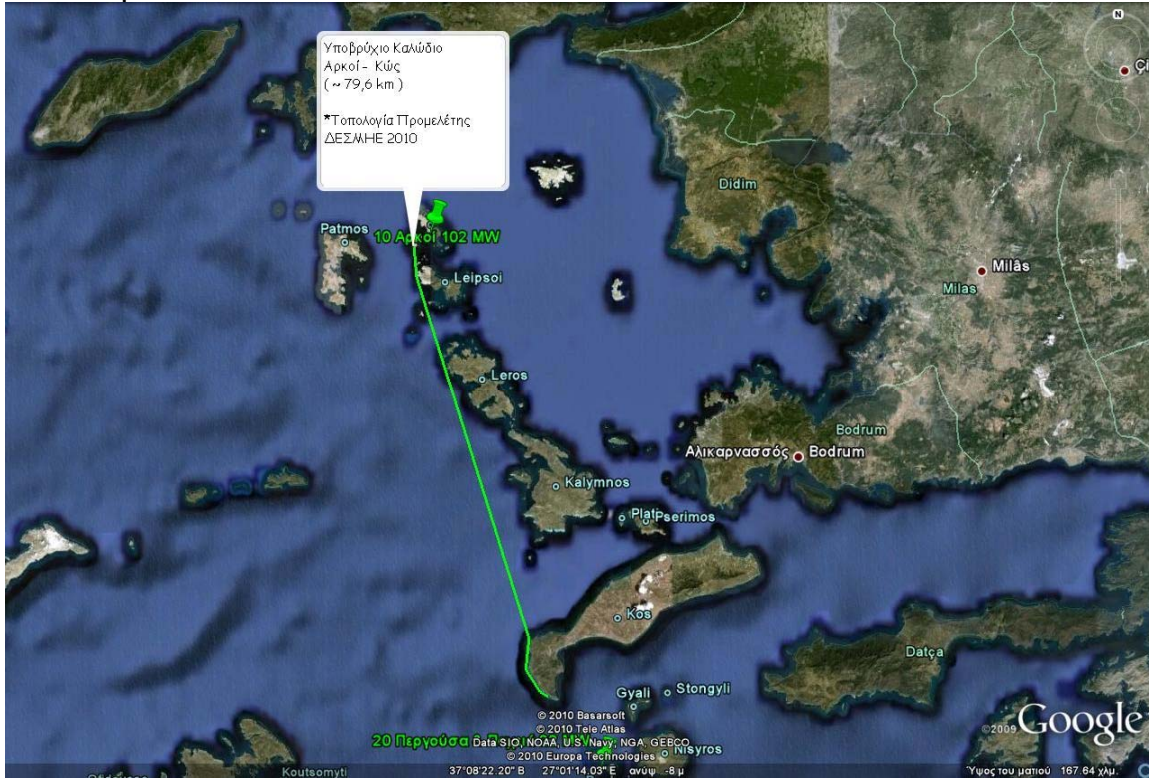 Υποβρύχιο Καλώδιο
Αρκοί - Κώς
( ~ 79,6 km )
*Τοπολογία Προμελέτης
ΔΕΣΜΗΕ 2010
N
Didim
Patmos
10 Αρκοί 102 MW
Leipsoi
Milâs
Milas
Leros
Bodrum
Αλικαρνασσός Bodrum
Kalymnos
Pserimos
Kos
Datça
Gyali
Stongyli
© 2010 Basarsoft
© 2010 Tele Atlas
20 Περγούσα
Data SIO, NOAA, U.S. Navy, NGA, GEBCO
© 2010 Europa Technologies
Nisyros
©2009 Google
Koutsomyti
37°08'22.20" Β 27°01'14.03" Ε ανύψ -8 μ
Ύψος του ματιού 167.64 χλμ.